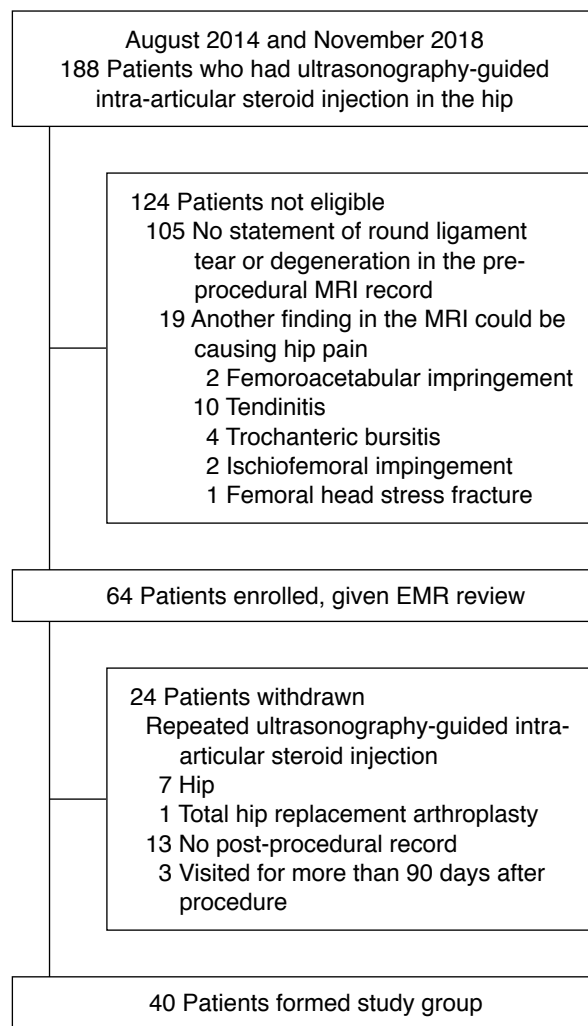 August 2014 and November 2018
188 Patients who had ultrasonography-guided
intra-articular steroid injection in the hip
124 Patients not eligible
105 No statement of round ligament
tear or degeneration in the pre-
procedural MRI record
19 Another finding in the MRI could be
causing hip pain
2 Femoroacetabular impringement
10 Tendinitis
4 Trochanteric bursitis
2 Ischiofemoral impingement
1 Femoral head stress fracture
64 Patients enrolled, given EMR review
24 Patients withdrawn
Repeated ultrasonography-guided intra-
articular steroid injection
7 Hip
1 Total hip replacement arthroplasty
13 No post-procedural record
3 Visited for more than 90 days after
procedure
40 Patients formed study group